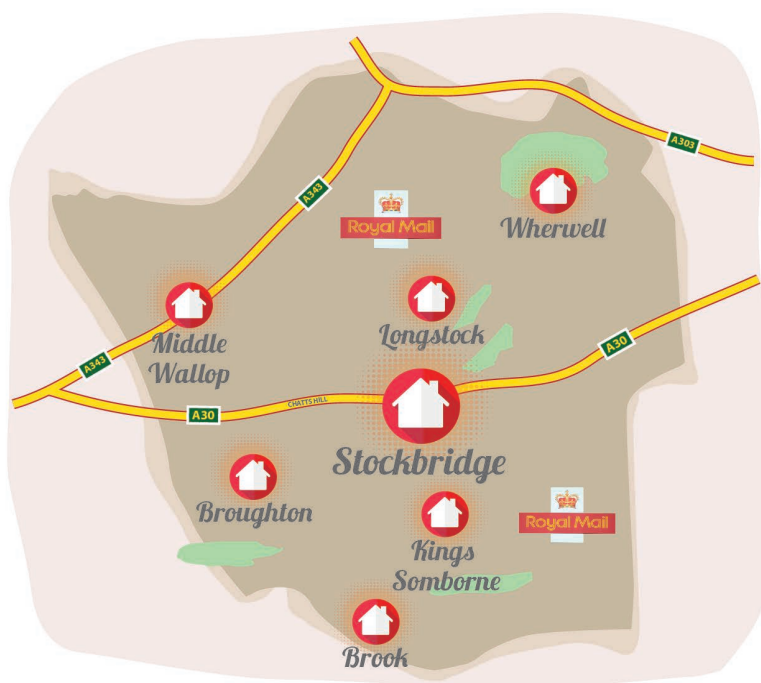 A303
A343
Royal Mail
Wherwell
Longstock
Middle
Wallop
A30
A343
CHATTS HILL
A30
Stockbridge
Broughton
Royal Mail
Kings
Somborne
Brook